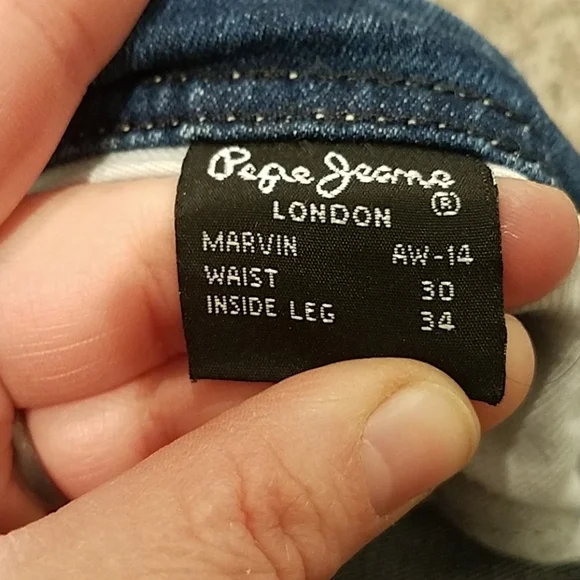 Pepe Jeans ®
LONDON
MARVIN AW-14
WAIST 30
INSIDE LEG 34